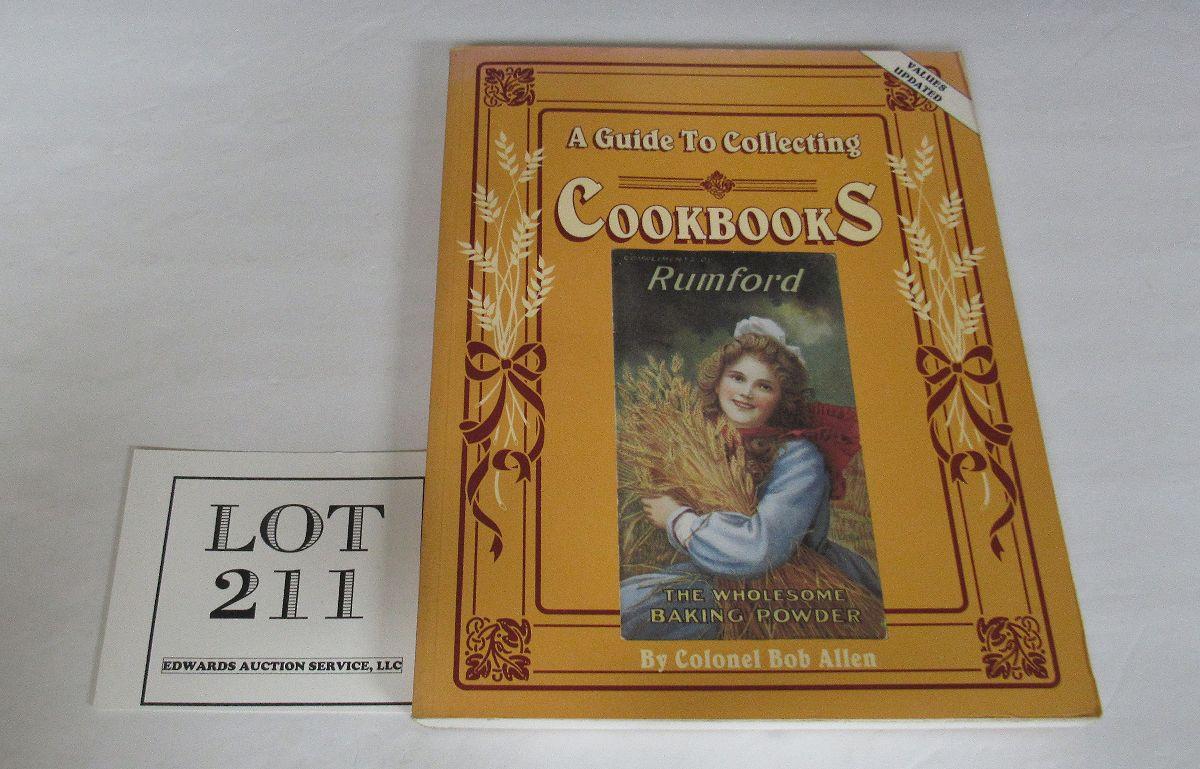 VALUES
UPDATED
A Guide To Collecting
COOKBOOKS
COMPLIMENTS OF
Rumford
THE WHOLESOME
BAKING POWDER
By Colonel Bob Allen
LOT
211
EDWARDS AUCTION SERVICE, LLC